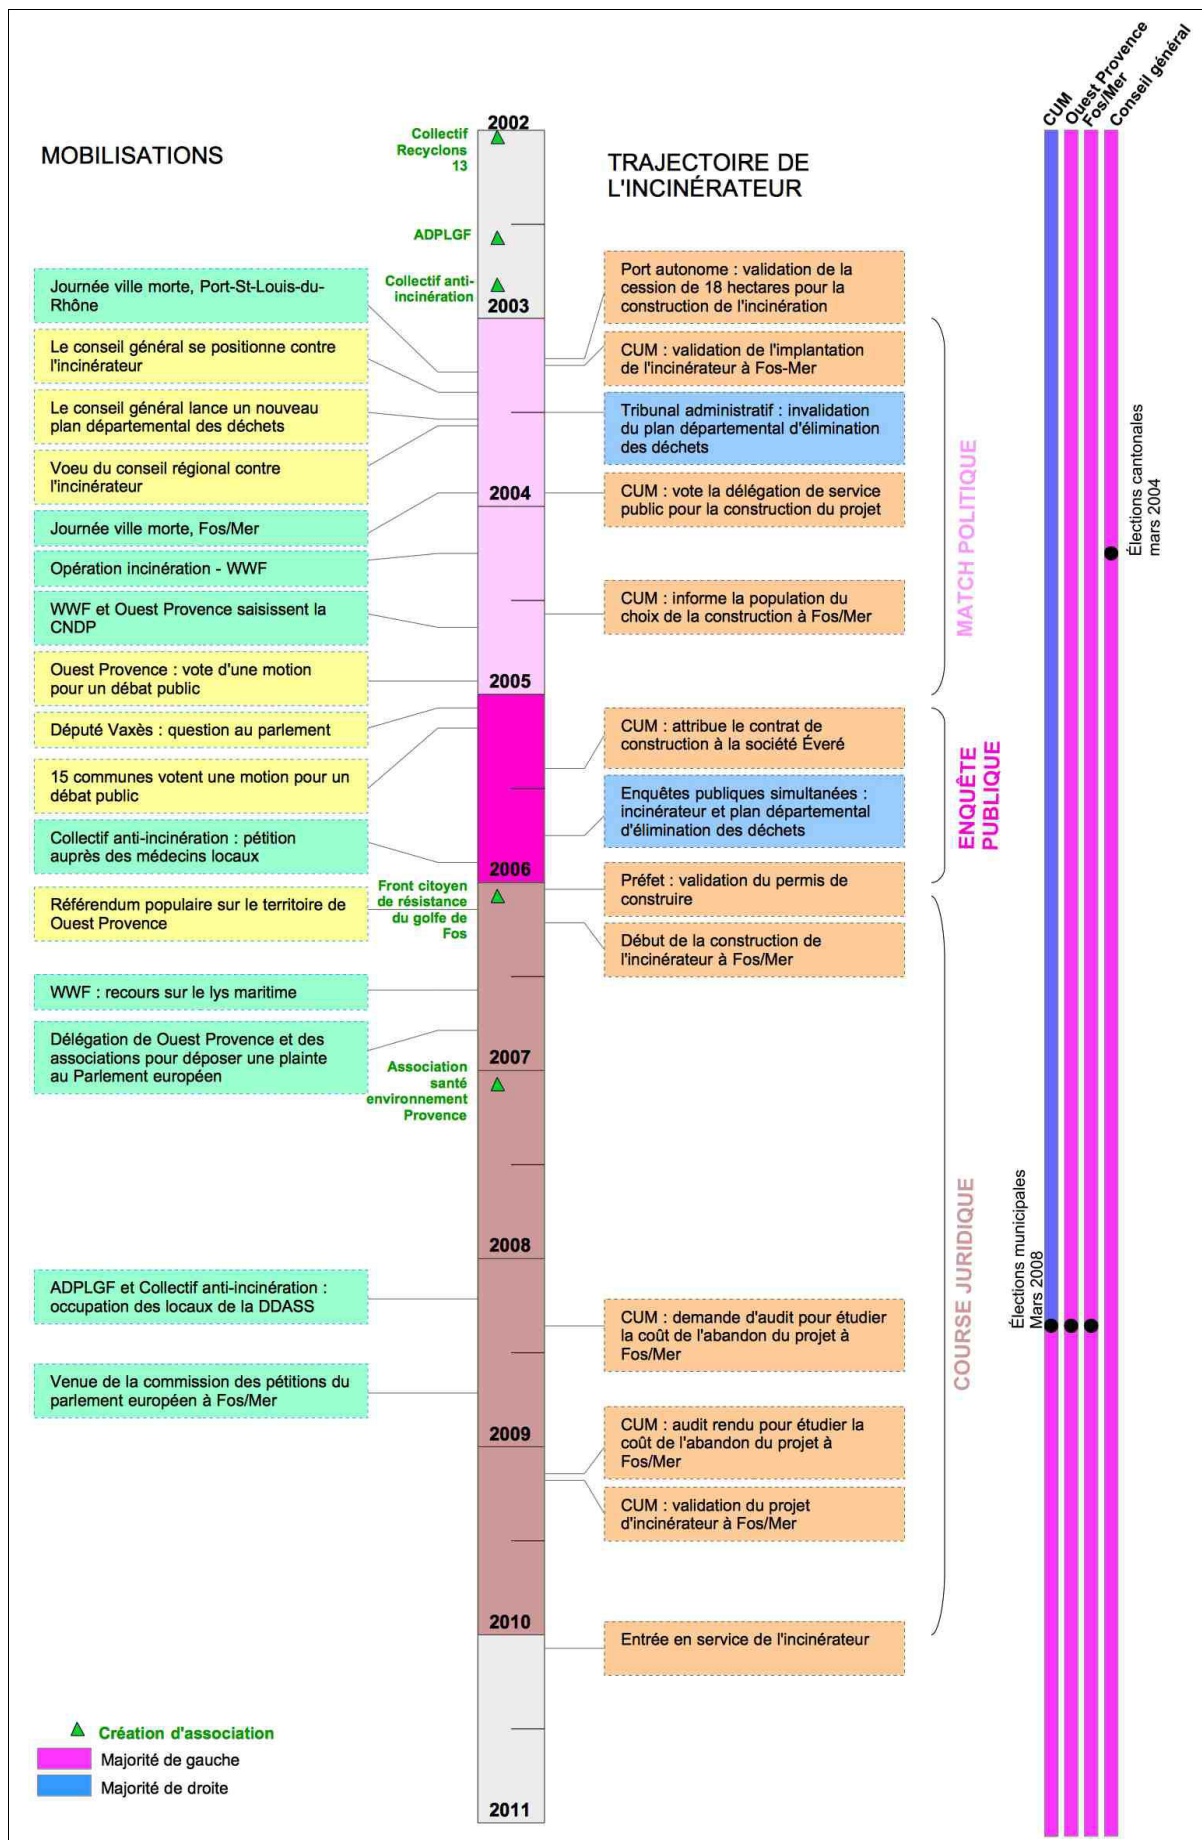 CUM
Ouest Provence
Fos/Mer
Conseil général
MOBILISATIONS
TRAJECTOIRE DE
L'INCINÉRATEUR
2002
Collectif
Recyclons
13
ADPLGF
Collectif anti-
incinération
2003
Journée ville morte, Port-St-Louis-du-
Rhône
Le conseil général se positionne contre
l'incinérateur
Le conseil général lance un nouveau
plan départemental des déchets
Voeu du conseil régional contre
l'incinérateur
Journée ville morte, Fos/Mer
Opération incinération - WWF
WWF et Ouest Provence saisissent la
CNDP
Ouest Provence : vote d'une motion
pour un débat public
Député Vaxès : question au parlement
15 communes votent une motion pour un
débat public
Collectif anti-incinération : pétition
auprès des médecins locaux
Référendum populaire sur le territoire de
Ouest Provence
WWF : recours sur le lys maritime
Délégation de Ouest Provence et des
associations pour déposer une plainte
au Parlement européen
ADPLGF et Collectif anti-incinération :
occupation des locaux de la DDASS
Venue de la commission des pétitions du
parlement européen à Fos/Mer
2004
2005
2006
Front citoyen
de résistance
du golfe de
Fos
2007
Association
santé
environnement
Provence
2008
2009
2010
2011
Port autonome : validation de la
cession de 18 hectares pour la
construction de l'incinération
CUM : validation de l'implantation
de l'incinérateur à Fos-Mer
Tribunal administratif : invalidation
du plan départemental d'élimination
des déchets
CUM : vote la délégation de service
public pour la construction du projet
CUM : informe la population du
choix de la construction à Fos/Mer
CUM : attribue le contrat de
construction à la société Éveré
Enquêtes publiques simultanées :
incinérateur et plan départemental
d'élimination des déchets
Préfet : validation du permis de
construire
Début de la construction de
l'incinérateur à Fos/Mer
CUM : demande d'audit pour étudier
la coût de l'abandon du projet à
Fos/Mer
CUM : audit rendu pour étudier la
coût de l'abandon du projet à
Fos/Mer
CUM : validation du projet
d'incinérateur à Fos/Mer
Entrée en service de l'incinérateur
MATCH POLITIQUE
ENQUÊTE
PUBLIQUE
COURSE JURIDIQUE
Élections cantonales
mars 2004
Élections municipales
Mars 2008
Création d'association
Majorité de gauche
Majorité de droite